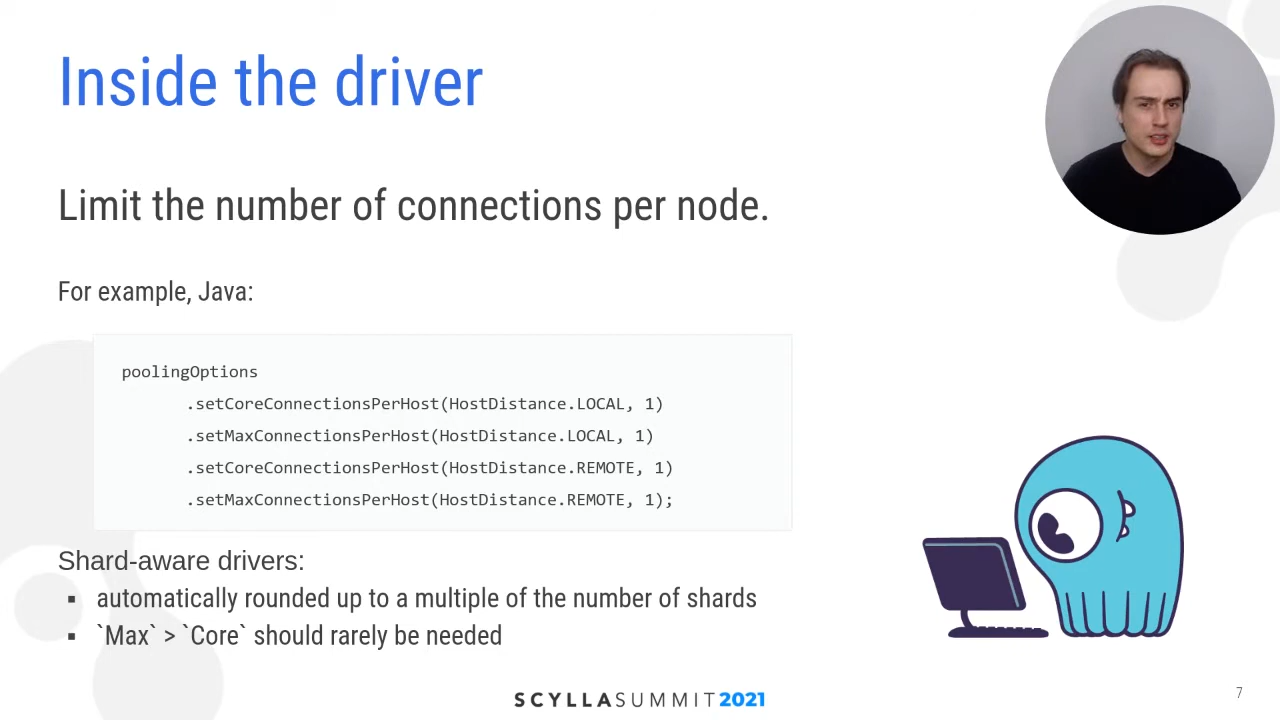 Inside the driver
Limit the number of connections per node.
For example, Java:
poolingOptions
.setCoreConnectionsPerHost(HostDistance.LOCAL, 1)
.setMaxConnectionsPerHost(HostDistance.LOCAL, 1)
.setCoreConnectionsPerHost(HostDistance.REMOTE, 1)
.setMaxConnectionsPerHost(HostDistance.REMOTE, 1);
Shard-aware drivers:
▪ automatically rounded up to a multiple of the number of shards
▪ `Max` > `Core` should rarely be needed
SCYLLASUMMIT2021
7